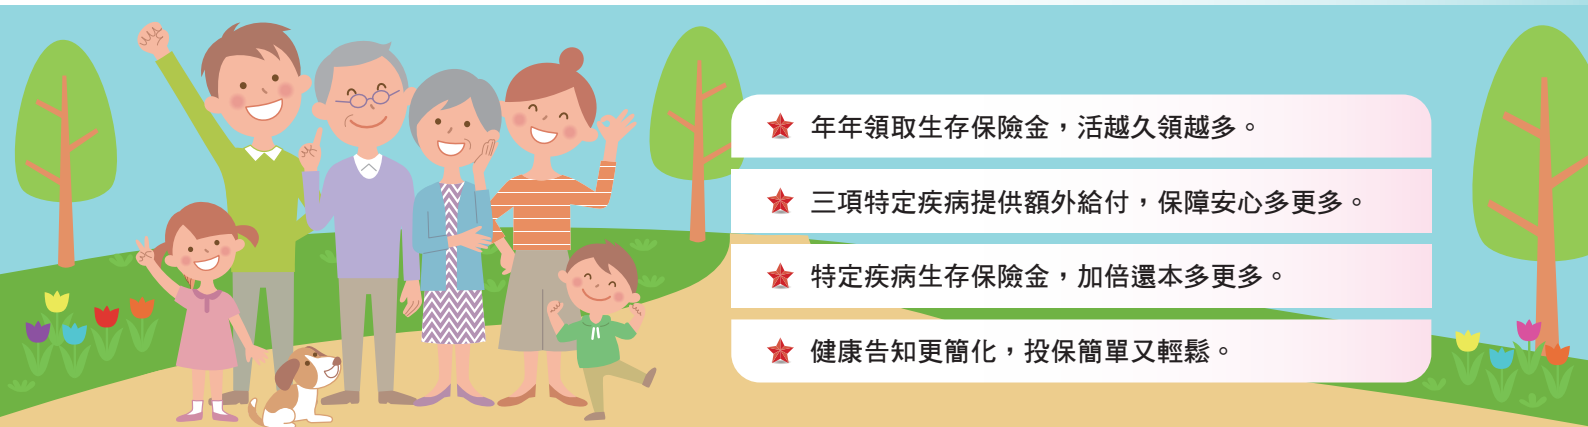 年年領取生存保險金，活越久領越多。
三項特定疾病提供額外給付，保障安心多更多。
特定疾病生存保險金，加倍還本多更多。
健康告知更簡化，投保簡單又輕鬆。